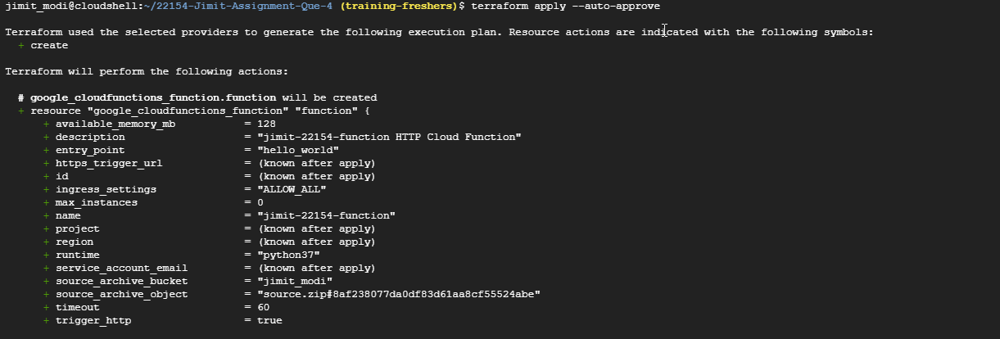 jimit_modi@cloudshell:~/22154-Jimit-Assignment-Que-4 (training-freshers)$ terraform apply --auto-approve
Terraform used the selected providers to generate the following execution plan. Resource actions are indicated with the following symbols:
+ create
Terraform will perform the following actions:
# google_cloudfunctions_function.function will be created
+ resource "google_cloudfunctions_function" "function" {
+ available_memory_mb = 128
+ description = "jimit-22154-function HTTP Cloud Function"
+ entry_point = "hello_world"
+ https_trigger_url = (known after apply)
+ id = (known after apply)
+ ingress_settings = "ALLOW_ALL"
+ max_instances = 0
+ name = "jimit-22154-function"
+ project = (known after apply)
+ region = (known after apply)
+ runtime = "python37"
+ service_account_email = (known after apply)
+ source_archive_bucket = "jimit_modi"
+ source_archive_object = "source.zip#8af238077da0df83d61aa8cf55524abe"
+ timeout = 60
+ trigger_http = true